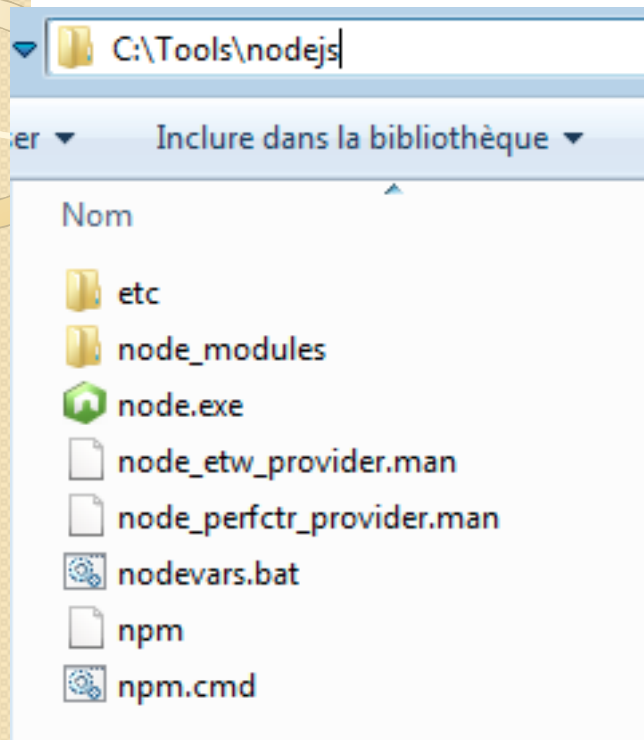 C:\Tools\nodejs
er Inclure dans la bibliothèque
Nom
etc
node_modules
node.exe
node_etw_provider.man
node_perfctr_provider.man
nodevars.bat
npm
npm.cmd